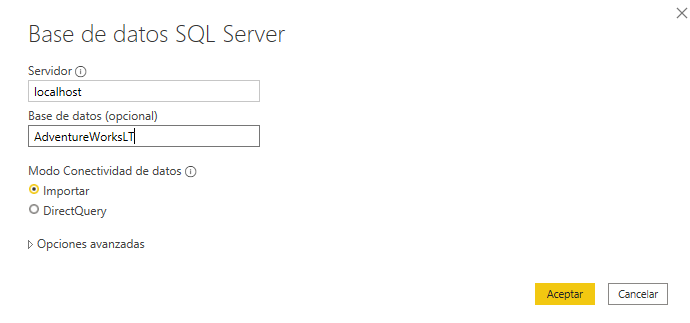 Base de datos SQL Server
Servidor
localhost
Base de datos (opcional)
AdventureWorksLT
Modo Conectividad de datos
Importar
DirectQuery
Opciones avanzadas
Aceptar Cancelar